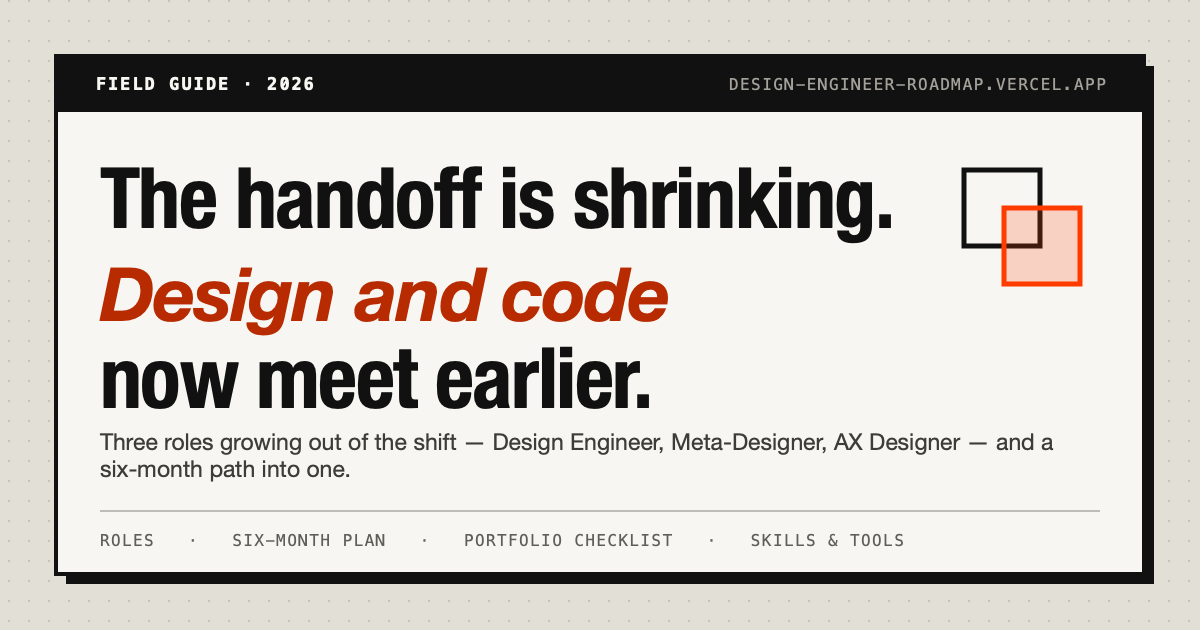 FIELD GUIDE · 2026
DESIGN–ENGINEER–ROADMAP.VERCEL.APP
The handoff is shrinking.
Design and code
now meet earlier.
Three roles growing out of the shift — Design Engineer, Meta-Designer, AX Designer — and a
six-month path into one.
ROLES · SIX–MONTH PLAN · PORTFOLIO CHECKLIST · SKILLS & TOOLS